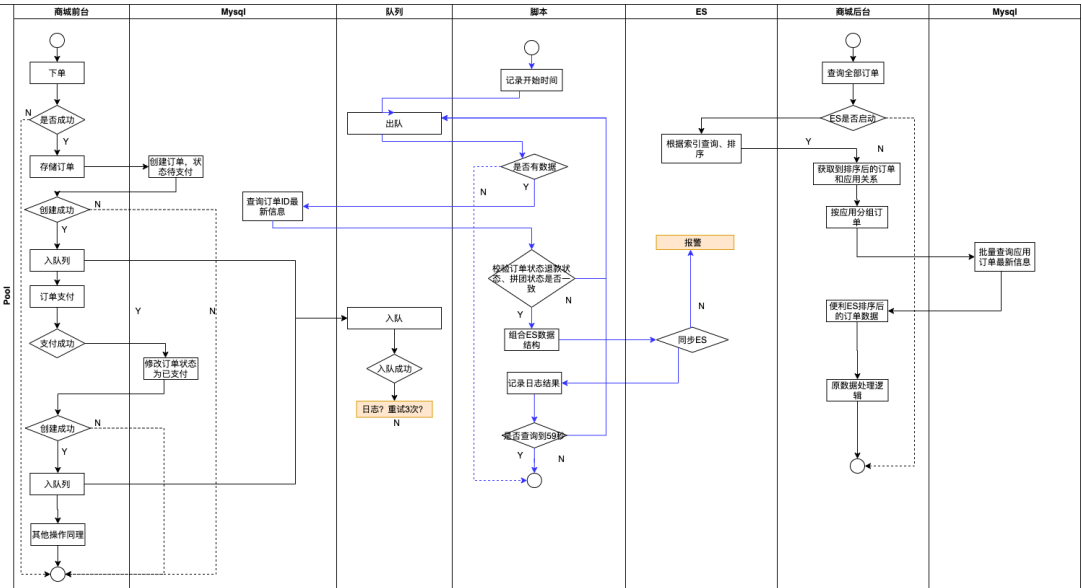 商城前台
Mysql
队列
脚本
ES
商城后台
Mysql
Pool
下单
N
是否成功
Y
存储订单
创建订单，状
态待支付
创建成功
N
Y
入队列
订单支付
Y
N
支付成功
修改订单状态
为已支付
创建成功
N
Y
入队列
其他操作同理
入队
入队成功
日志？重试3次?
N
记录开始时间
出队
是否有数据
N
Y
查询订单ID最
新信息
校验订单状态退款状
态、拼团状态是否一
致
N
Y
组合ES数据
结构
记录日志结果
是否查询到59秒
Y
N
报警
N
同步ES
查询全部订单
ES是否启动
Y
N
根据索引查询、排
序
获取到排序后的订单
和应用关系
按应用分组订
单
批量查询应用
订单最新信息
便利ES排序后
的订单数据
原数据处理逻
辑